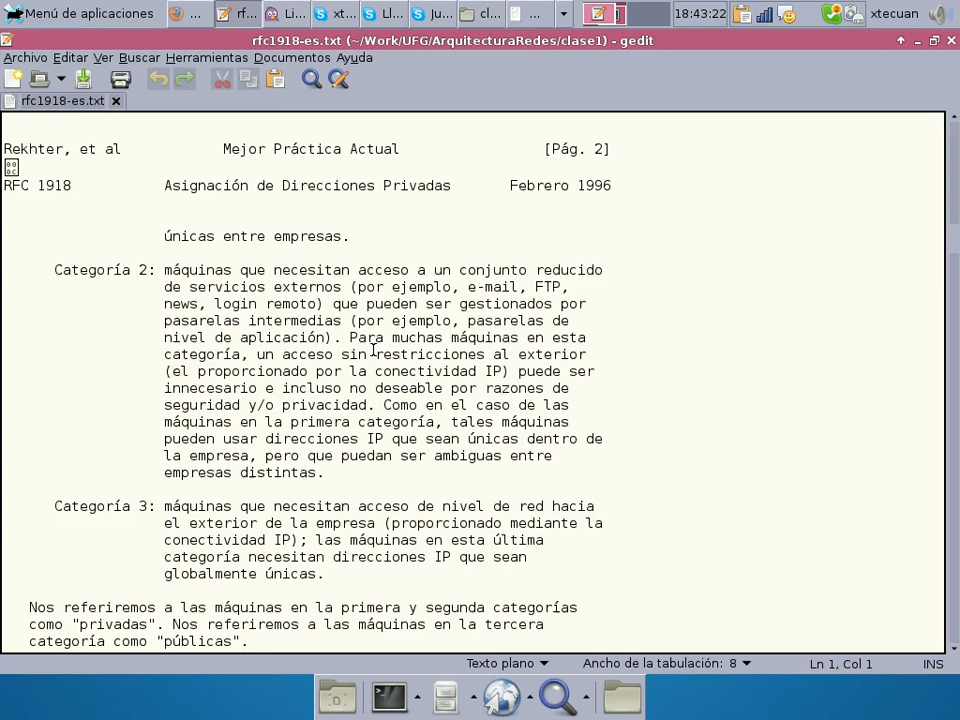 Menú de aplicaciones
...
rf...
Li...
xt...
Ll...
Ju...
cl...
...
18:43:22
xtecuan
rfc1918-es.txt (~/Work/UFG/ArquitecturaRedes/clase1) - gedit
Archivo Editar Ver Buscar Herramientas Documentos Ayuda
rfc1918-es.txt
Rekhter, et al Mejor Práctica Actual [Pág. 2]
00
0C
RFC 1918 Asignación de Direcciones Privadas Febrero 1996
únicas entre empresas.
Categoría 2: máquinas que necesitan acceso a un conjunto reducido
de servicios externos (por ejemplo, e-mail, FTP,
news, login remoto) que pueden ser gestionados por
pasarelas intermedias (por ejemplo, pasarelas de
nivel de aplicación). Para muchas máquinas en esta
categoría, un acceso sin restricciones al exterior
(el proporcionado por la conectividad IP) puede ser
innecesario e incluso no deseable por razones de
seguridad y/o privacidad. Como en el caso de las
máquinas en la primera categoría, tales máquinas
pueden usar direcciones IP que sean únicas dentro de
la empresa, pero que puedan ser ambiguas entre
empresas distintas.
Categoría 3: máquinas que necesitan acceso de nivel de red hacia
el exterior de la empresa (proporcionado mediante la
conectividad IP); las máquinas en esta última
categoría necesitan direcciones IP que sean
globalmente únicas.
Nos referiremos a las máquinas en la primera y segunda categorías
como "privadas". Nos referiremos a las máquinas en la tercera
categoría como "públicas".
Texto plano Ancho de la tabulación: 8 Ln 1, Col 1 INS